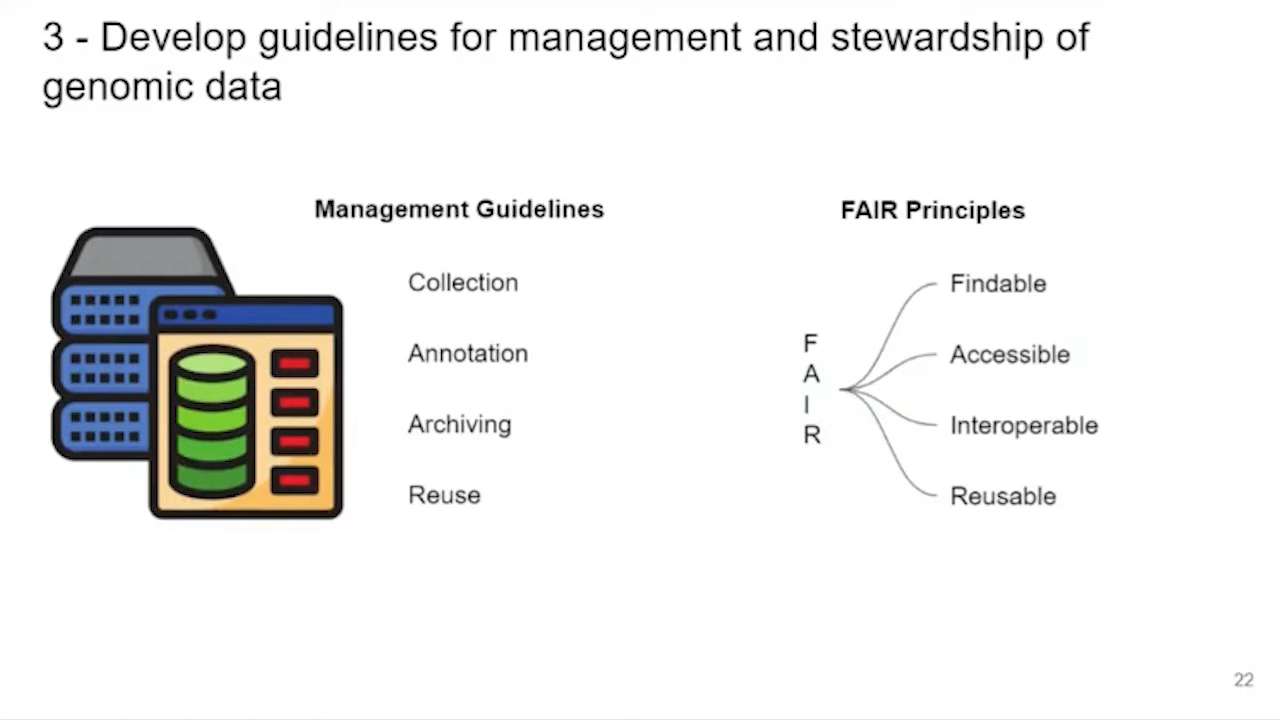 3 - Develop guidelines for management and stewardship of
genomic data
Management Guidelines
Collection
Annotation
Archiving
Reuse
FAIR Principles
F
A
I
R
Findable
Accessible
Interoperable
Reusable
22